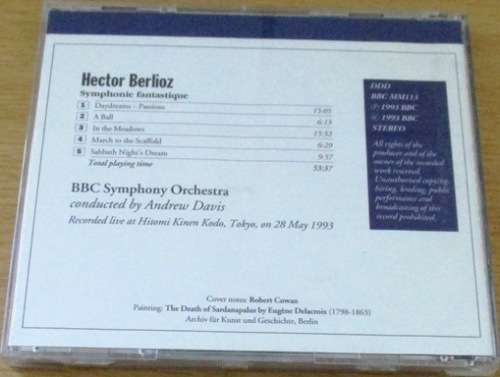 Hector Berlioz
Symphonie fantastique
1 Daydreams - Passions 15:05
2 A Ball 6:15
3 In the Meadows 15:53
4 March to the Scaffold 6:20
5 Sabbath Night's Dream 9:37
Total playing time 53:37
BBC Symphony Orchestra
conducted by Andrew Davis
Recorded live at Hitomi Kinen Kodo, Tokyo, on 28 May 1993
DDD
BBC MM113
℗ 1993 BBC
© 1993 BBC
STEREO
All rights of the
producer and of the
owner of the recorded
work reserved.
Unauthorised copying
hiring, lending, public
performance and
broadcasting of this
record prohibited.
Cover notes: Robert Cowan
Painting: The Death of Sardanapalus by Eugène Delacroix (1798-1863)
Archiv für Kunst und Geschichte, Berlin